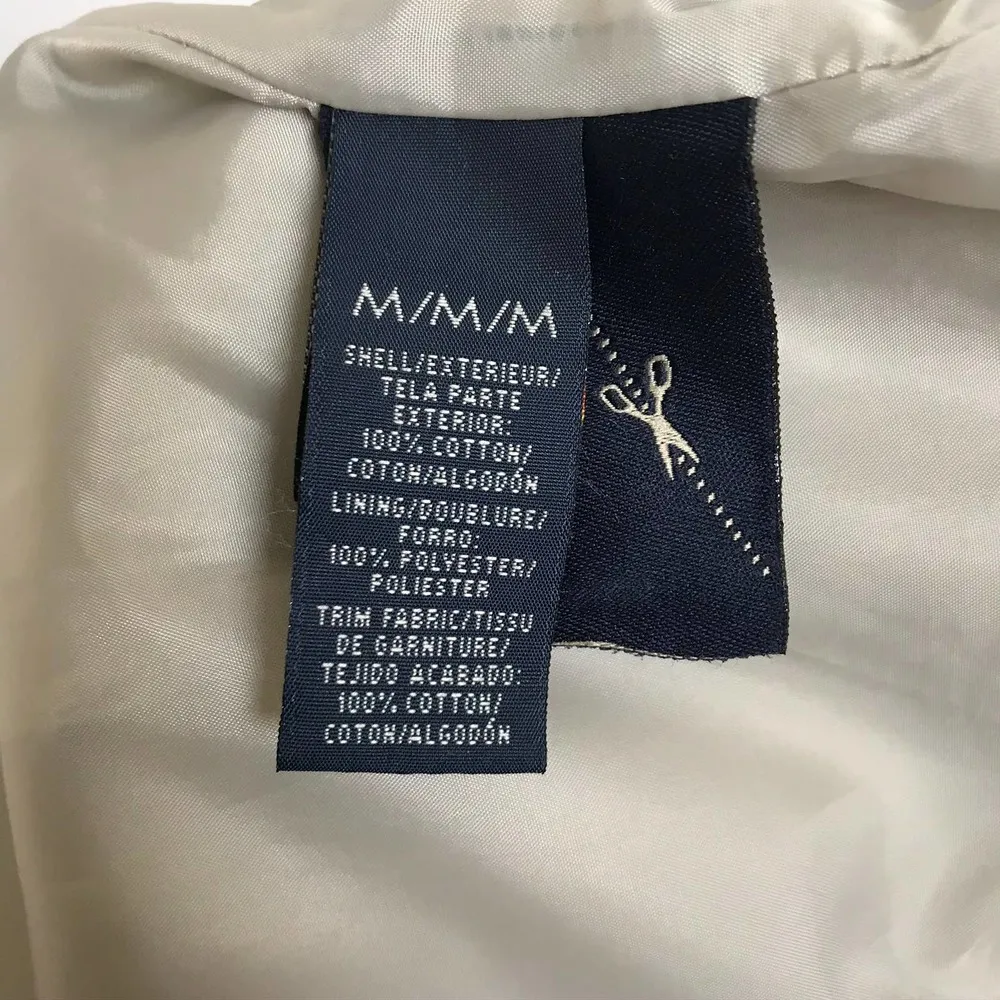 M/M/M
SHELL/EXTERIEUR/
TELA PARTE
EXTERIOR:
100% COTTON/
COTON/ALGODÓN
LINING/DOUBLURE/
FORRO:
100% POLYESTER/
POLIESTER
TRIM FABRIC/TISSU
DE GARNITURE/
TEJIDO ACABADO:
100% COTTON/
COTON/ALGODÓN